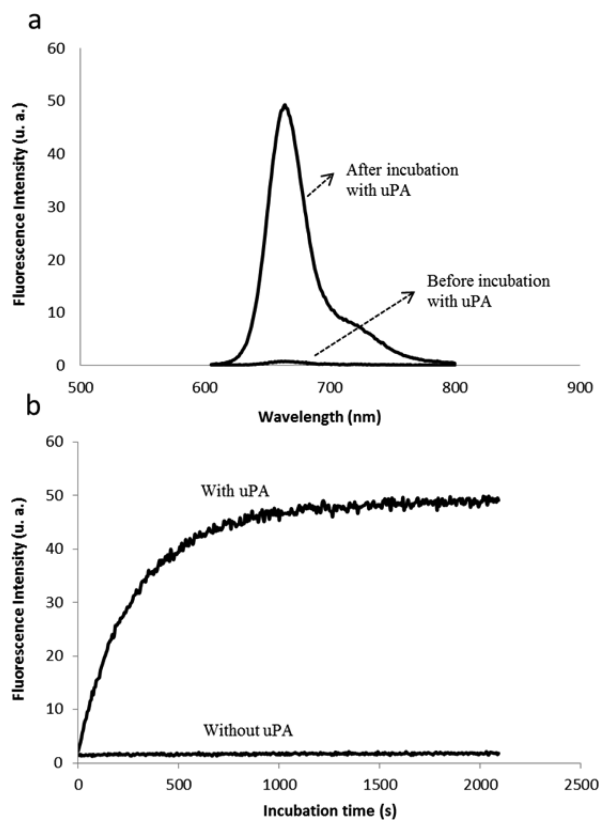 a
60
50
40
30
20
10
0
Fluorescence Intensity (u. a.)
After incubation
with uPA
Before incubation
with uPA
500 600 700 800 900
Wavelength (nm)
b
60
50
40
30
20
10
0
Fluorescence Intensity (u. a.)
With uPA
Without uPA
0 500 1000 1500 2000 2500
Incubation time (s)